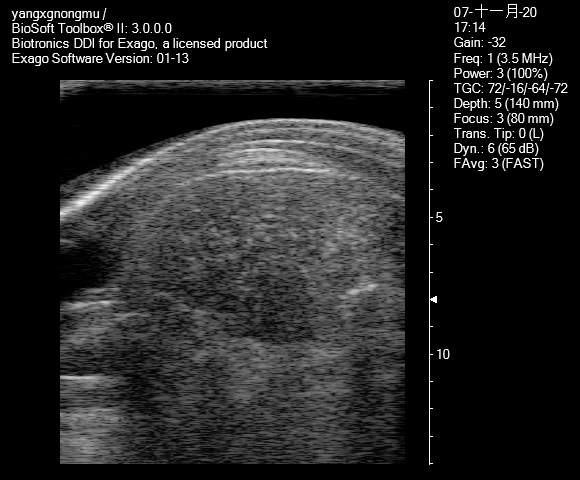 yangxgnongmu /
BioSoft Toolbox® II: 3.0.0.0
Biotronics DDI for Exago, a licensed product
Exago Software Version: 01-13
07-十一月-20
17:14
Gain: -32
Freq: 1 (3.5 MHz)
Power: 3 (100%)
TGC: 72/-16/-64/-72
Depth: 5 (140 mm)
Focus: 3 (80 mm)
Trans. Tip: 0 (L)
Dyn.: 6 (65 dB)
FAvg: 3 (FAST)
5
10